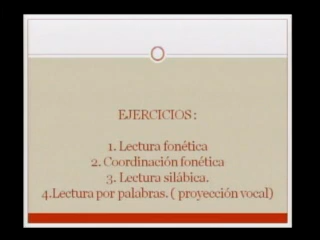 EJERCICIOS :
1. Lectura fonética
2. Coordinación fonética
3. Lectura silábica.
4.Lectura por palabras. ( proyección vocal)